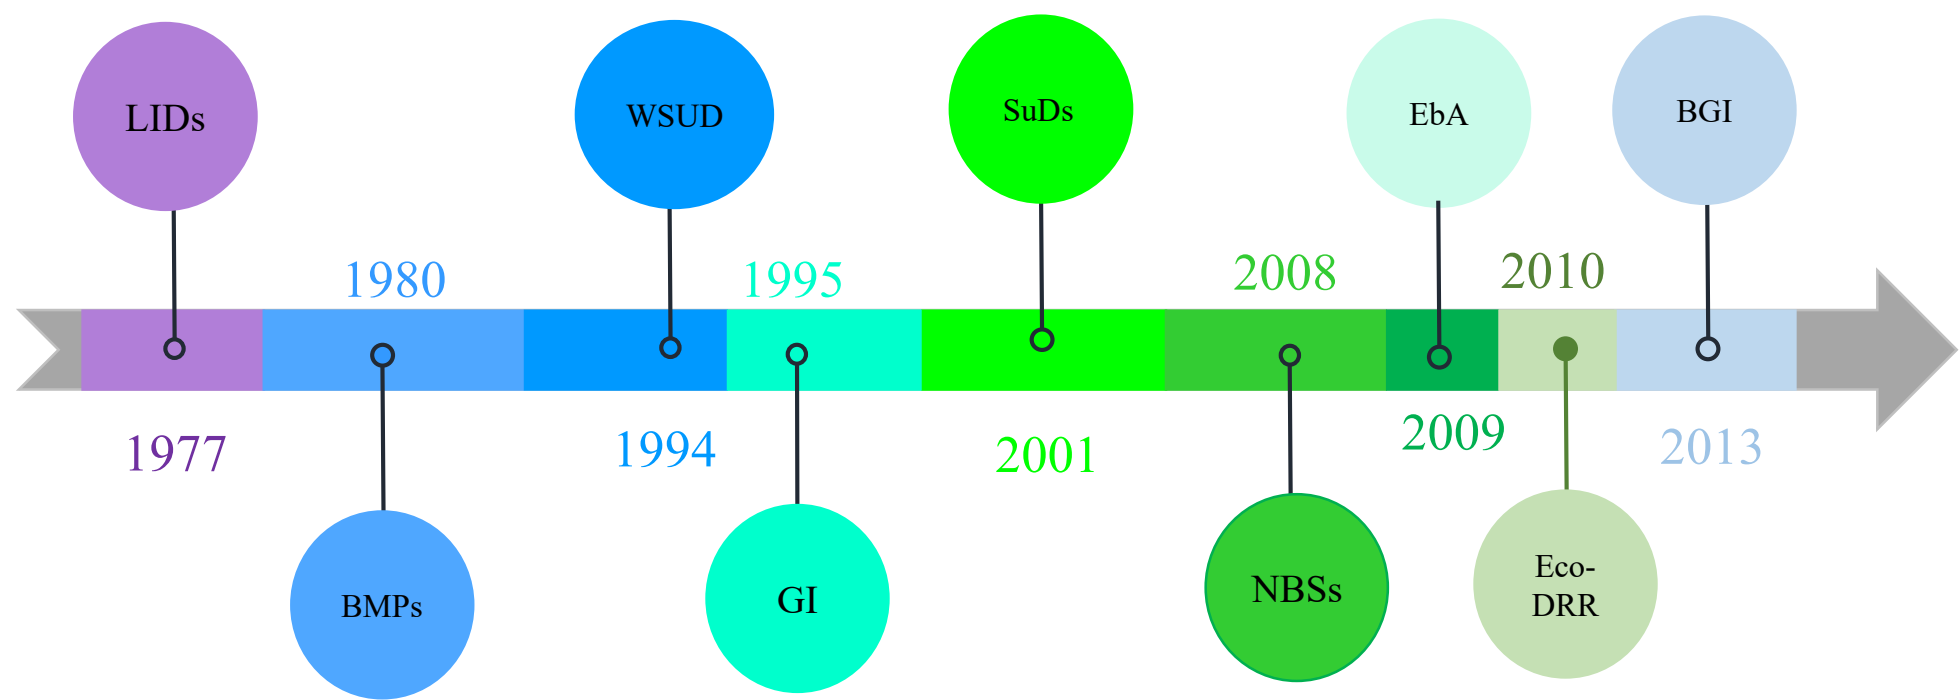 LIDs
WSUD
SuDs
EbA
BGI
1980
1995
2008
2010
1977
1994
2001
2009
2013
BMPs
GI
NBSs
Eco-
DRR